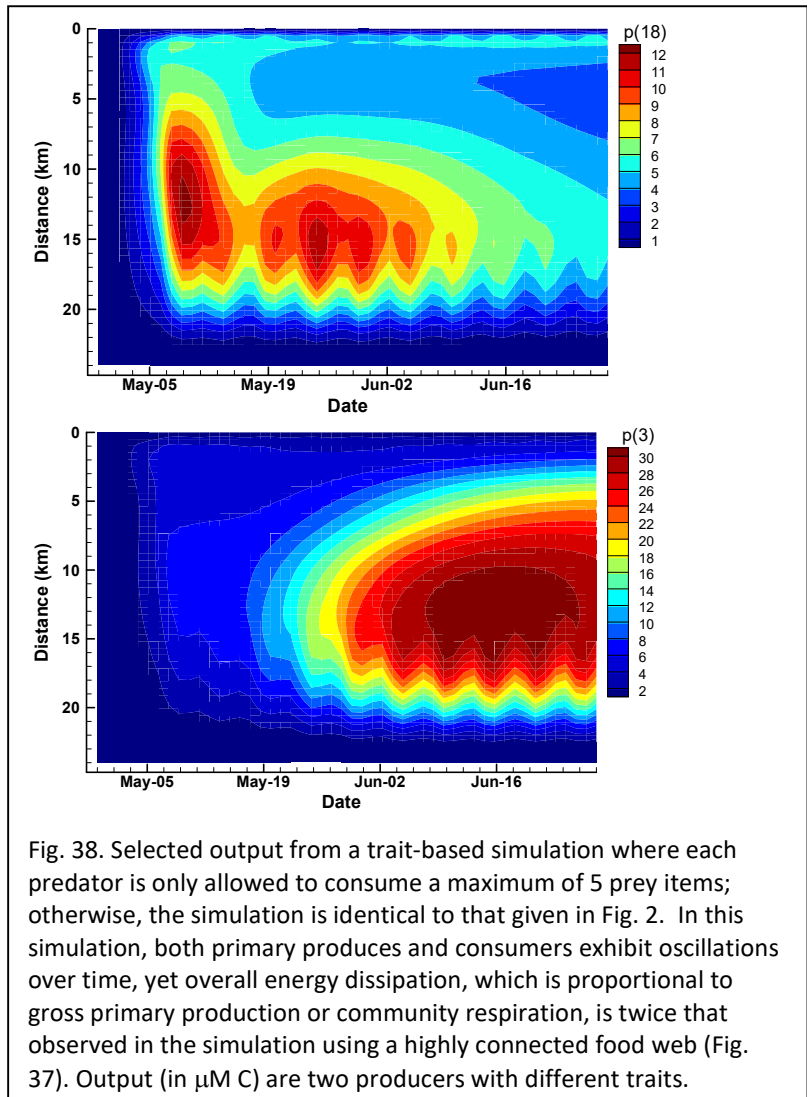 p(18)
0
5
10
15
20
Distance (km)
12
11
10
9
8
7
6
5
4
3
2
1
May-05 May-19 Jun-02 Jun-16
Date
p(3)
0
5
10
15
20
Distance (km)
30
28
26
24
22
20
18
16
14
12
10
8
6
4
2
May-05 May-19 Jun-02 Jun-16
Date
Fig. 38. Selected output from a trait-based simulation where each
predator is only allowed to consume a maximum of 5 prey items;
otherwise, the simulation is identical to that given in Fig. 2.  In this
simulation, both primary produces and consumers exhibit oscillations
over time, yet overall energy dissipation, which is proportional to
gross primary production or community respiration, is twice that
observed in the simulation using a highly connected food web (Fig.
37). Output (in μM C) are two producers with different traits.